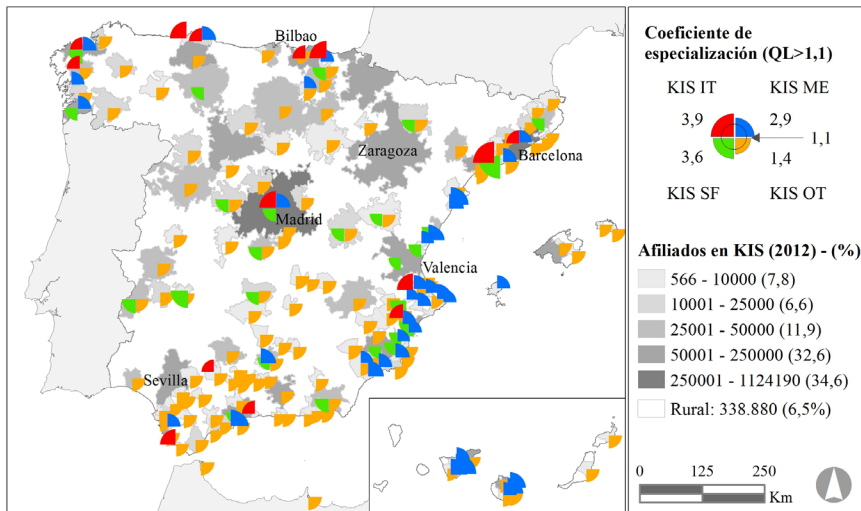 Bilbao
Zaragoza
Barcelona
Madrid
Valencia
Sevilla
Coeficiente de
especialización (QL>1,1)
KIS IT KIS ME
3,9 2,9
1,1
3,6 1,4
KIS SF KIS OT
Afiliados en KIS (2012) - (%)
566 - 10000 (7,8)
10001 - 25000 (6,6)
25001 - 50000 (11,9)
50001 - 250000 (32,6)
250001 - 1124190 (34,6)
Rural: 338.880 (6,5%)
0 125 250
Km